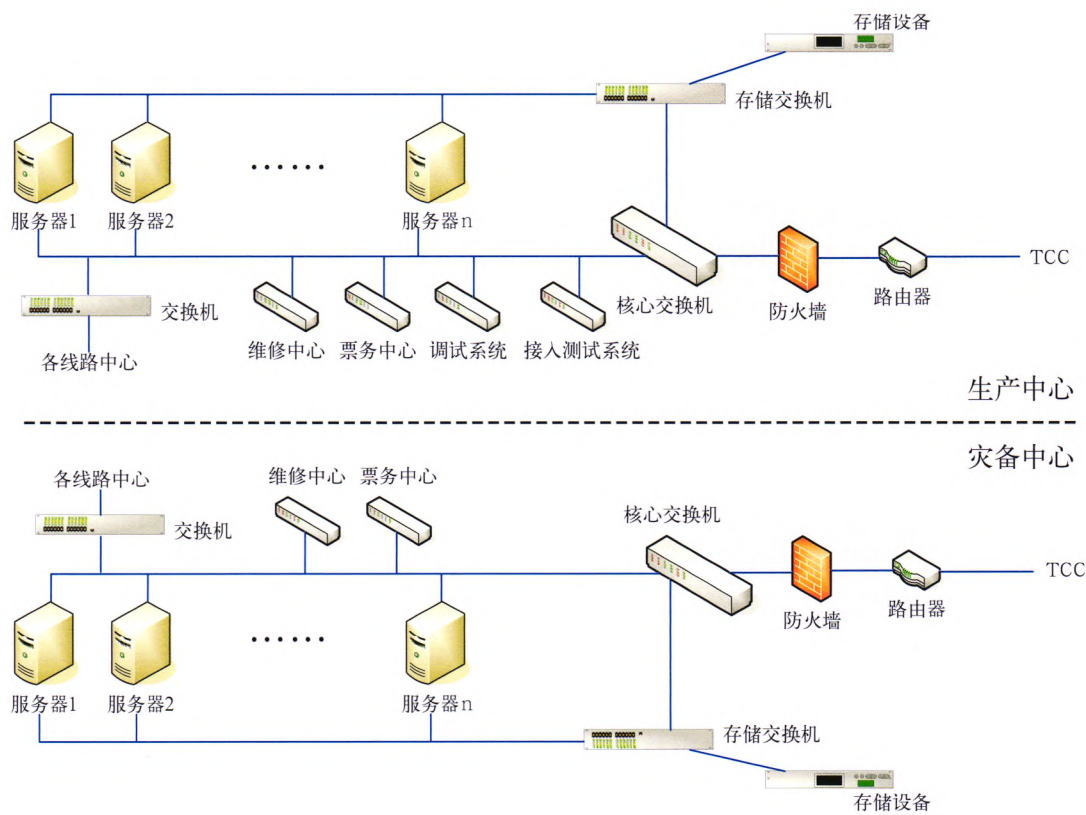 存储设备
存储交换机
······
服务器1
服务器2
服务器n
交换机
各线路中心
维修中心
票务中心
调试系统
接入测试系统
核心交换机
防火墙
路由器
TCC
生产中心
灾备中心
各线路中心
交换机
维修中心
票务中心
核心交换机
防火墙
路由器
TCC
······
服务器1
服务器2
服务器n
存储交换机
存储设备